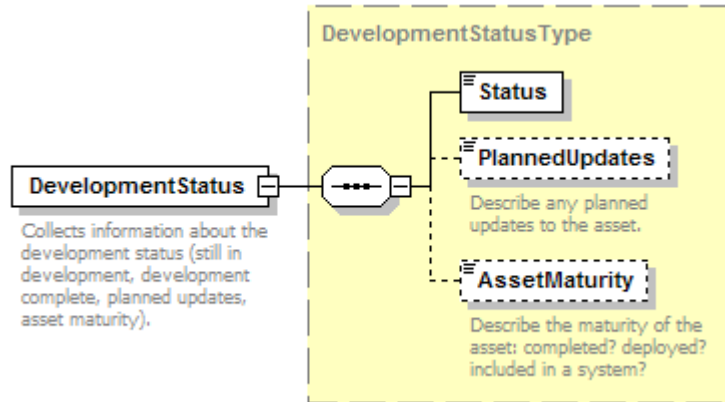 DevelopmentStatusType
Status
PlannedUpdates
Describe any planned
updates to the asset.
DevelopmentStatus
Collects information about the
development status (still in
development, development
complete, planned updates,
asset maturity).
AssetMaturity
Describe the maturity of the
asset: completed? deployed?
included in a system?